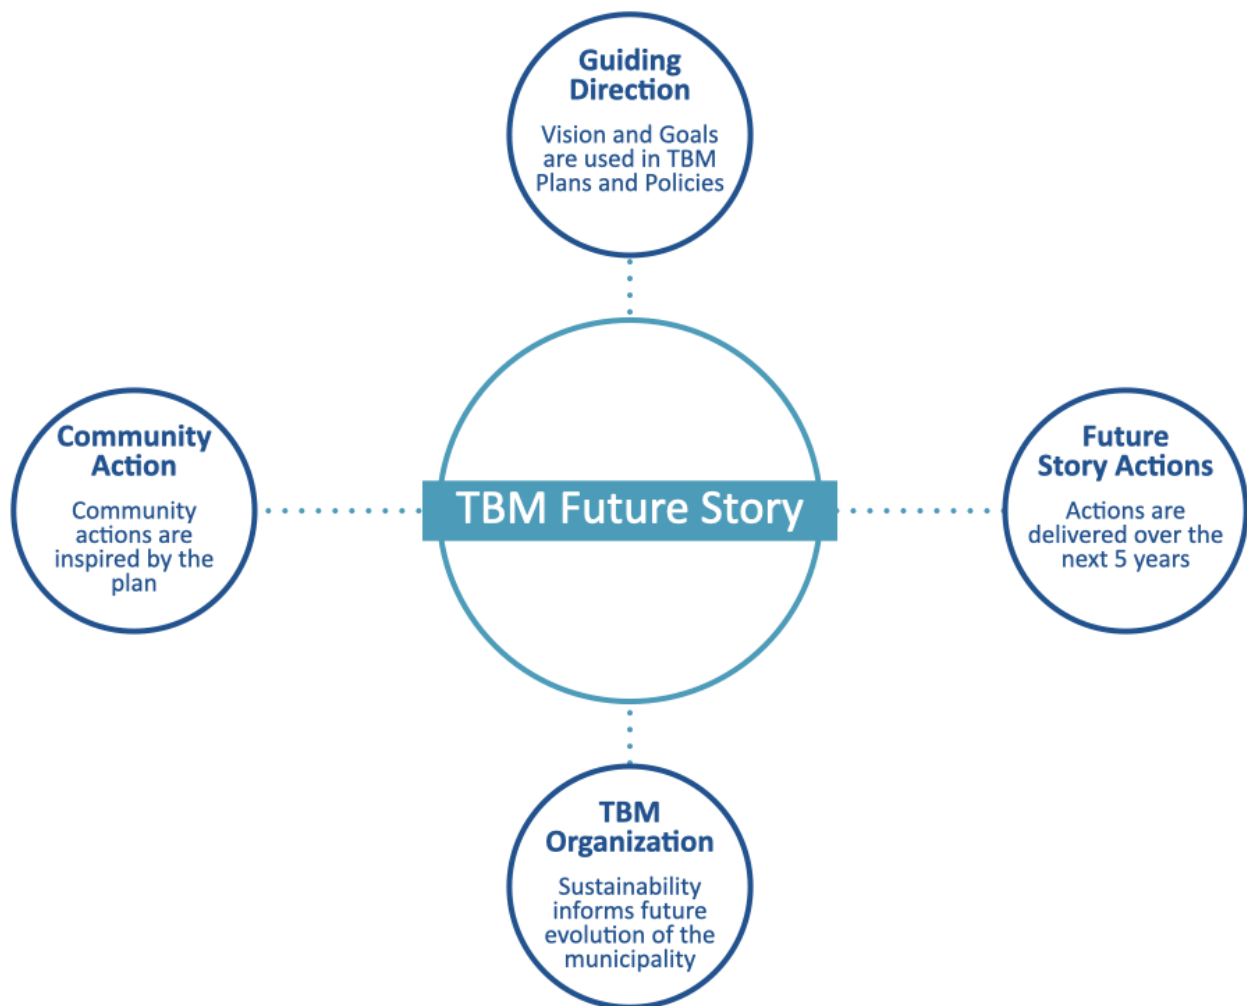 Guiding
Direction
Vision and Goals
are used in TBM
Plans and Policies
Community
Action
Community
actions are
inspired by the
plan
TBM Future Story
Future
Story Actions
Actions are
delivered over the
next 5 years
TBM
Organization
Sustainability
informs future
evolution of the
municipality